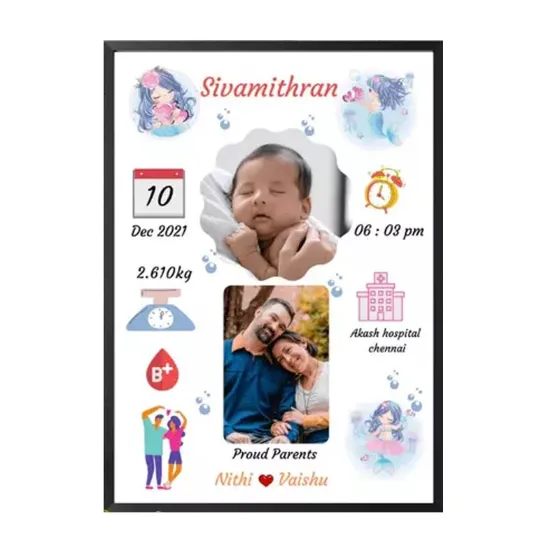 Sivamithran
10
Dec 2021
06 : 03 pm
2.610kg
Akash hospital
chennai
B+
Proud Parents
Nithi Vaishu